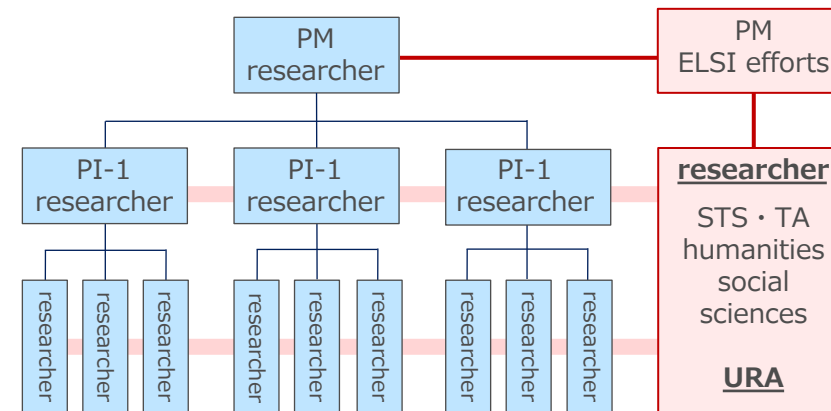 PM
researcher
PM
ELSI efforts
PI-1
researcher
PI-1
researcher
PI-1
researcher
researcher
STS・TA
humanities
social
sciences
URA
researcher
researcher
researcher
researcher
researcher
researcher
researcher
researcher
researcher